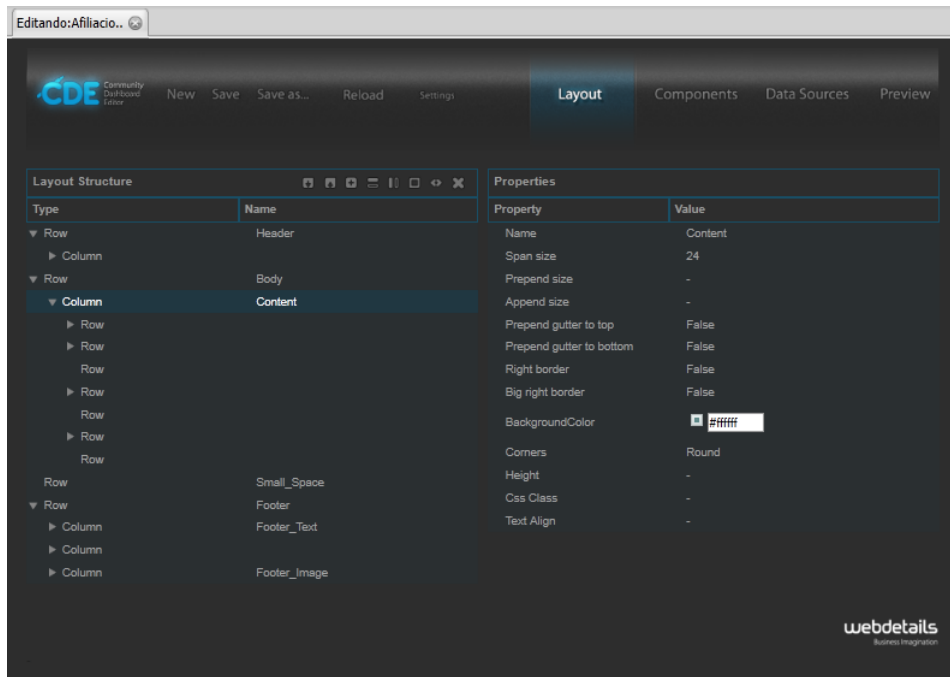 Editando:Afiliacio..
CDE Community Dashboard Editor
New Save Save as... Reload Settings Layout Components Data Sources Preview
Layout Structure
Type Name
Row Header
Column
Row Body
Column Content
Row
Row
Row
Row
Row
Row
Row
Row Small_Space
Row Footer
Column Footer_Text
Column
Column Footer_Image
Properties
Property Value
Name Content
Span size 24
Prepend size -
Append size -
Prepend gutter to top False
Prepend gutter to bottom False
Right border False
Big right border False
BackgroundColor #ffffff
Corners Round
Height -
Css Class -
Text Align -
webdetails
Business Imagination